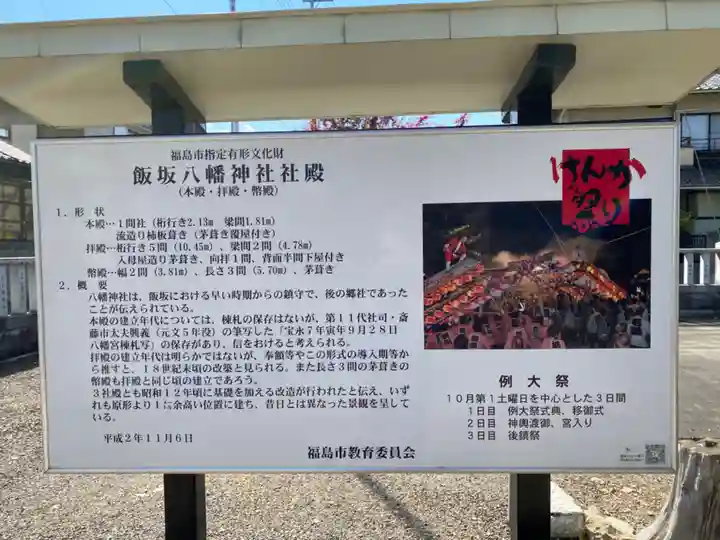 福島市指定有形文化財
飯坂八幡神社社殿
(本殿・拝殿・幣殿)
1. 形 状
本殿…1間社(桁行き2.13m 梁間1.81m)
流造り柿板葺き(茅葺き覆屋付き)
拝殿…桁行き5間(10.45m)、梁間2間(4.78m)
入母屋造り茅葺き、向拝1間、背面半間下屋付き
幣殿…幅2間(3.81m)、長さ3間(5.70m)、茅葺き
2. 概 要
八幡神社は、飯坂における早い時期からの鎮守で、後の郷社であった
ことが伝えられている。
本殿の建立年代については、棟札の保存はないが、第11代社司・斎
藤市太夫興義(元文5年役)の筆写した「宝永7年寅年9月28日
八幡宮棟札写」の保存があり、信をおけると考えられる。
拝殿の建立年代は明らかではないが、奉額等やこの形式の導入期等か
ら推すと、18世紀末頃の改築と見られる。また長さ3間の茅葺きの
幣殿も拝殿と同じ頃の建立であろう。
3社殿とも昭和12年頃に基礎を加える改造が行われたと伝え、いず
れも原形より1m余高い位置に建ち、昔日とは異なった景観を呈して
いる。
平成2年11月6日
福島市教育委員会
けんか
祭り
例大祭
10月第1土曜日を中心とした3日間
1日目 例大祭式典、移御式
2日目 神輿渡御、宮入り
3日目 後鎮祭